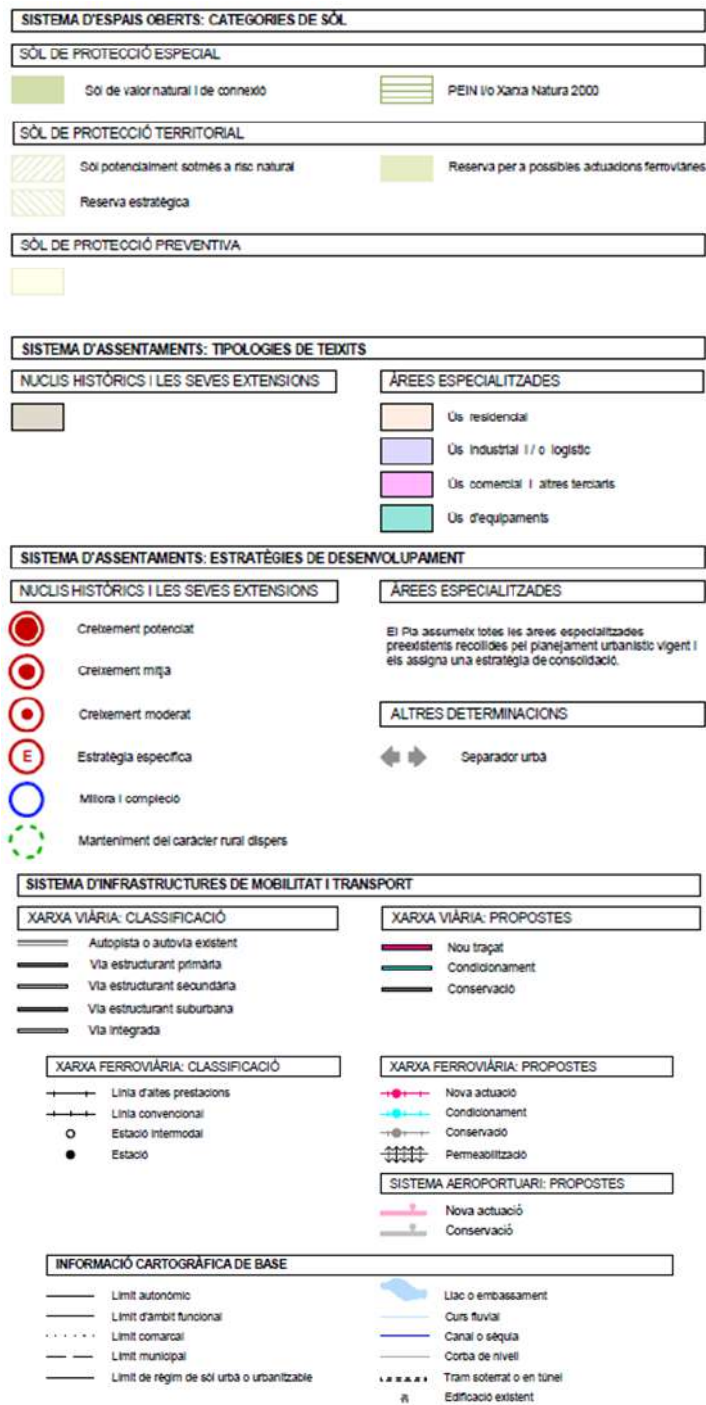 SISTEMA D'ESPAIS OBERTS: CATEGORIES DE SÒL
SÒL DE PROTECCIÓ ESPECIAL
Sòl de valor natural i de connexió
PEIN i/o Xarxa Natura 2000
SÒL DE PROTECCIÓ TERRITORIAL
Sòl potencialment sotmès a risc natural
Reserva per a possibles actuacions ferroviàries
Reserva estratègica
SÒL DE PROTECCIÓ PREVENTIVA
SISTEMA D'ASSENTAMENTS: TIPOLOGIES DE TEIXITS
NUCLIS HISTÒRICS I LES SEVES EXTENSIONS
ÀREES ESPECIALITZADES
Ús residencial
Ús industrial i / o logístic
Ús comercial i altres terciaris
Ús d'equipaments
SISTEMA D'ASSENTAMENTS: ESTRATÈGIES DE DESENVOLUPAMENT
NUCLIS HISTÒRICS I LES SEVES EXTENSIONS
Creixement potenciat
Creixement mitjà
Creixement moderat
E
Estratègia específica
Millora i compleció
Manteniment del caràcter rural dispers
ÀREES ESPECIALITZADES
El Pla assumeix totes les àrees especialitzades
preexistents recollides pel planejament urbanístic vigent i
els assigna una estratègia de consolidació.
ALTRES DETERMINACIONS
Separador urbà
SISTEMA D'INFRASTRUCTURES DE MOBILITAT I TRANSPORT
XARXA VIÀRIA: CLASSIFICACIÓ
Autopista o autovia existent
Via estructurant primària
Via estructurant secundària
Via estructurant suburbana
Via integrada
XARXA VIÀRIA: PROPOSTES
Nou traçat
Condicionament
Conservació
XARXA FERROVIÀRIA: CLASSIFICACIÓ
Línia d'altes prestacions
Línia convencional
Estació intermodal
Estació
XARXA FERROVIÀRIA: PROPOSTES
Nova actuació
Condicionament
Conservació
Permeabilització
SISTEMA AEROPORTUARI: PROPOSTES
Nova actuació
Conservació
INFORMACIÓ CARTOGRÀFICA DE BASE
Límit autonòmic
Límit d'àmbit funcional
Límit comarcal
Límit municipal
Límit de règim de sòl urbà o urbanitzable
Llac o embassament
Curs fluvial
Canal o sèquia
Corba de nivell
Tram soterrat o en túnel
Edificació existent